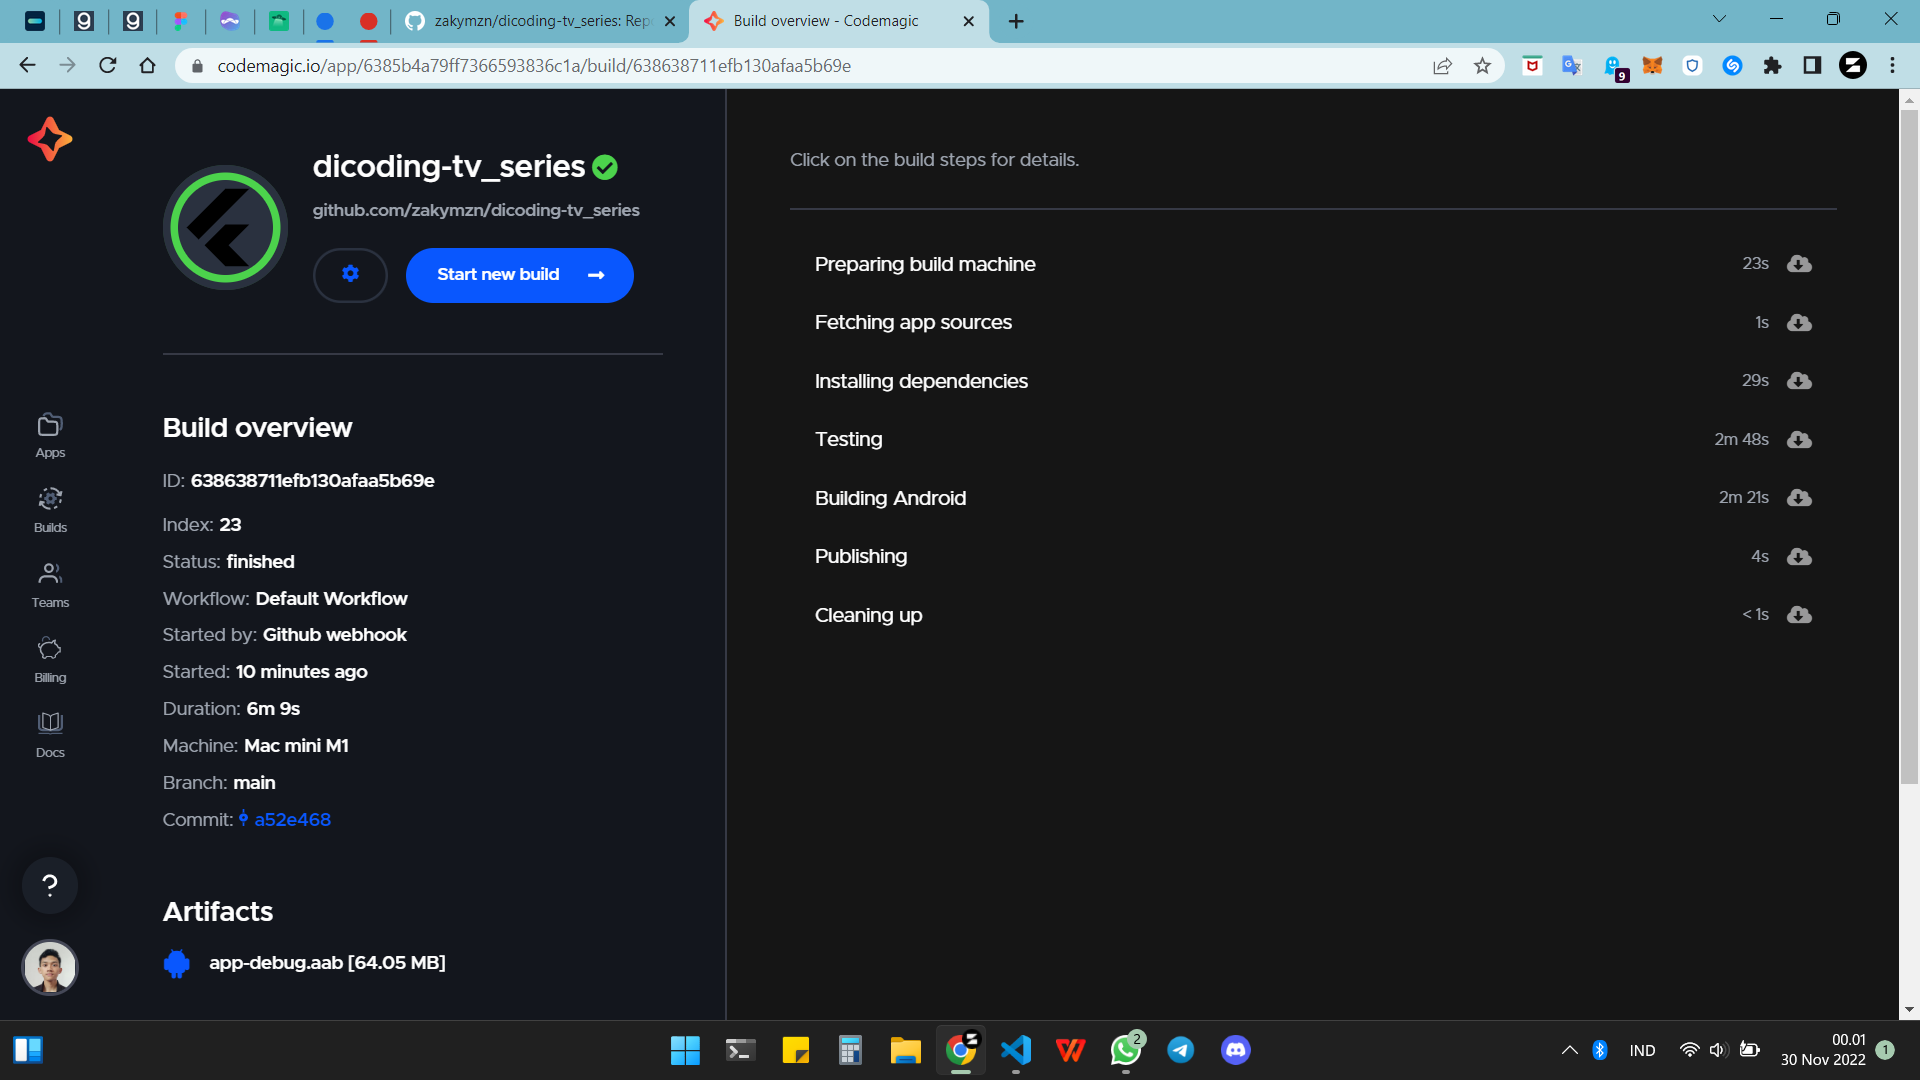 zakymzn/dicoding-tv_series: Rep
Build overview - Codemagic
codemagic.io/app/6385b4a79ff7366593836c1a/build/638638711efb130afaa5b69e
9
dicoding-tv_series
github.com/zakymzn/dicoding-tv_series
Start new build
Apps
Builds
Teams
Billing
Docs
?
Build overview
ID: 638638711efb130afaa5b69e
Index: 23
Status: finished
Workflow: Default Workflow
Started by: Github webhook
Started: 10 minutes ago
Duration: 6m 9s
Machine: Mac mini M1
Branch: main
Commit: a52e468
Artifacts
app-debug.aab [64.05 MB]
Click on the build steps for details.
Preparing build machine 23s
Fetching app sources 1s
Installing dependencies 29s
Testing 2m 48s
Building Android 2m 21s
Publishing 4s
Cleaning up < 1s
2
IND
00.01
30 Nov 2022
1